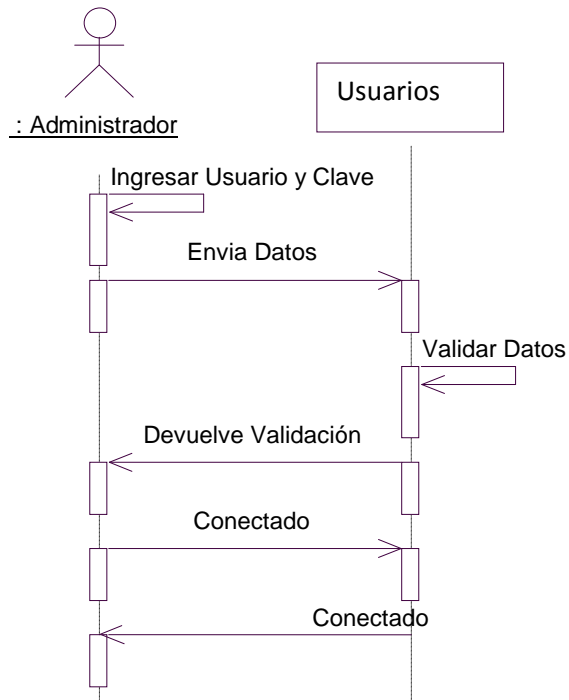 Usuarios
: Administrador
Ingresar Usuario y Clave
Envia Datos
Validar Datos
Devuelve Validación
Conectado
Conectado